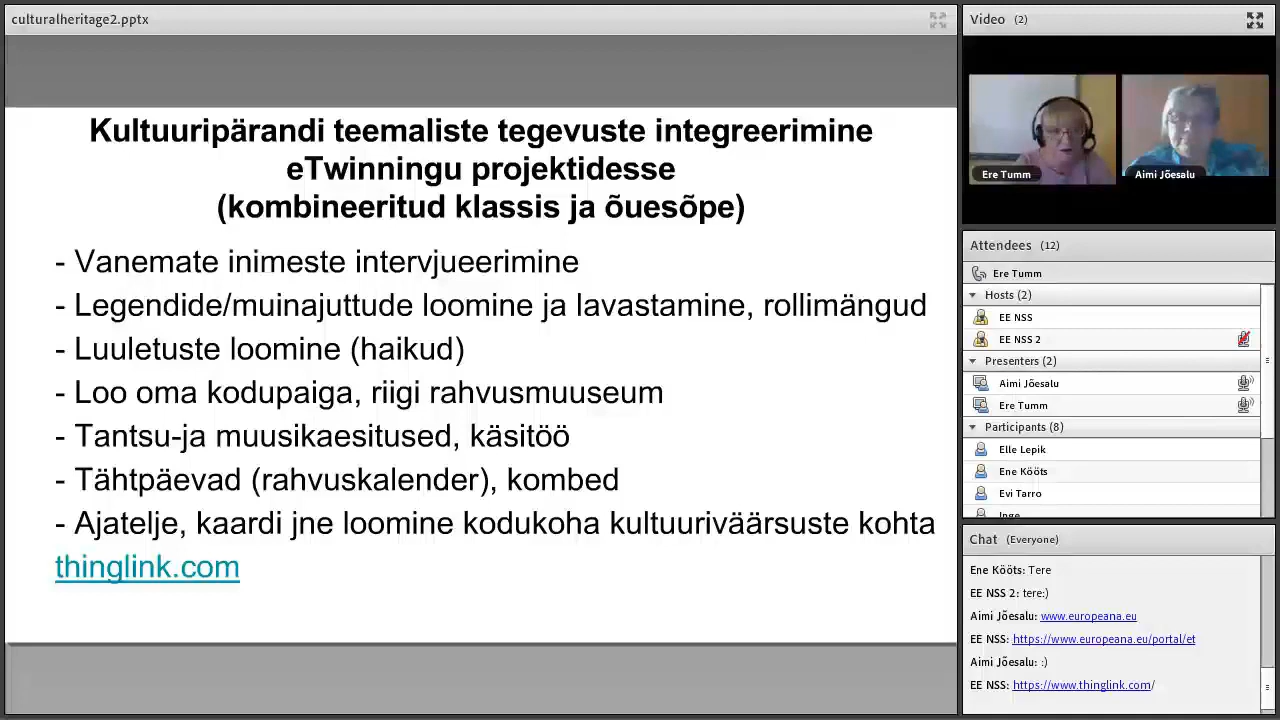 culturalheritage2.pptx
Kultuuripärandi teemaliste tegevuste integreerimine
eTwinningu projektidesse
(kombineeritud klassis ja õuesõpe)
- Vanemate inimeste intervjueerimine
- Legendide/muinajuttude loomine ja lavastamine, rollimängud
- Luuletuste loomine (haikud)
- Loo oma kodupaiga, riigi rahvusmuuseum
- Tantsu-ja muusikaesitused, käsitöö
- Tähtpäevad (rahvuskalender), kombed
- Ajatelje, kaardi jne loomine kodukoha kultuuriväärsuste kohta
thinglink.com
Video (2)
Ere Tumm
Aimi Jõesalu
Attendees (12)
Ere Tumm
Hosts (2)
EE NSS
EE NSS 2
Presenters (2)
Aimi Jõesalu
Ere Tumm
Participants (8)
Elle Lepik
Ene Kööts
Evi Tarro
Inge
Chat (Everyone)
Ene Kööts: Tere
EE NSS 2: tere:)
Aimi Jõesalu: www.europeana.eu
EE NSS: https://www.europeana.eu/portal/et
Aimi Jõesalu: :)
EE NSS: https://www.thinglink.com/